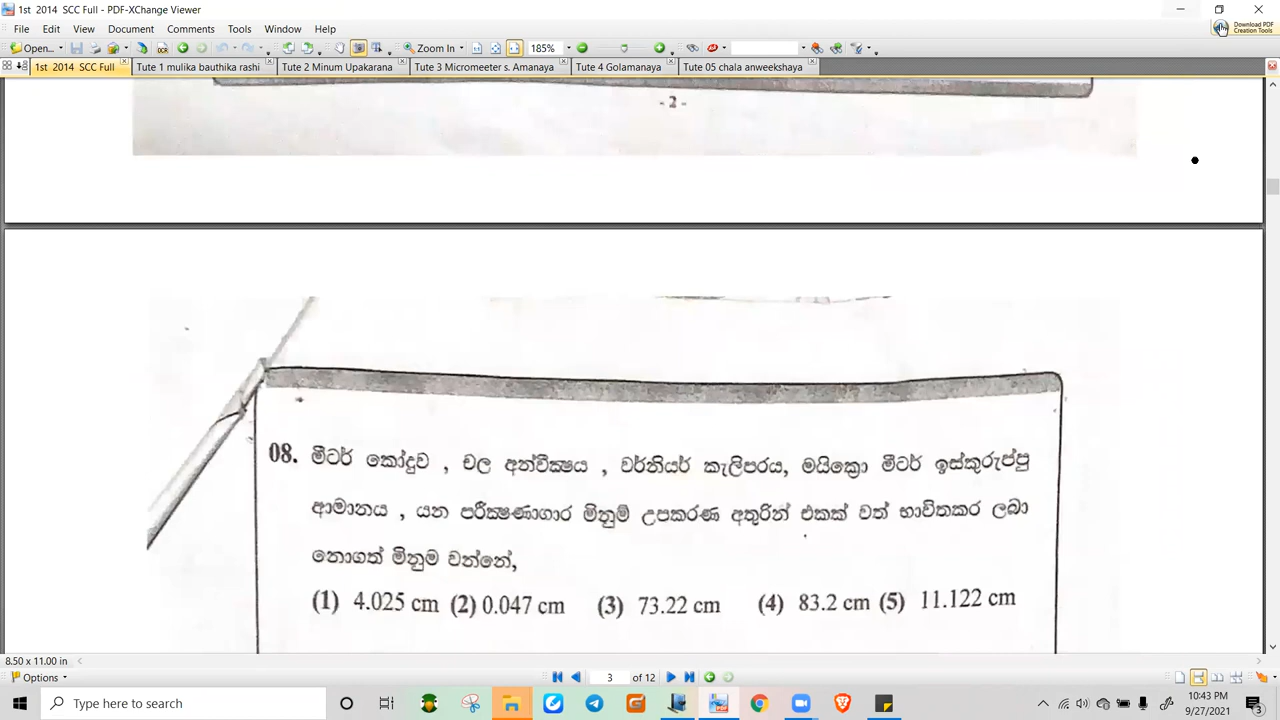 1st 2014 SCC Full - PDF-XChange Viewer
File Edit View Document Comments Tools Window Help
Download PDF
Creation Tools
Open... Zoom In 185%
1st 2014 SCC Full Tute 1 mulika bauthika rashi Tute 2 Minum Upakarana Tute 3 Micromeeter s. Amanaya Tute 4 Golamanaya Tute 05 chala anweekshaya
- 2 -
08. මීටර් කෝදුව , චල අන්වීක්ෂය , වර්නියර් කැලිපරය, මයික්‍රො මීටර් ඉස්කුරුප්පු
ආමානය , යන පරීක්ෂණාගාර මිනුම් උපකරණ අතුරින් එකක් වත් භාවිතකර ලබා
නොගත් මිනුම වන්නේ,
(1) 4.025 cm (2) 0.047 cm (3) 73.22 cm (4) 83.2 cm (5) 11.122 cm
8.50 x 11.00 in
Options 3 of 12
Type here to search
10:43 PM
9/27/2021
3